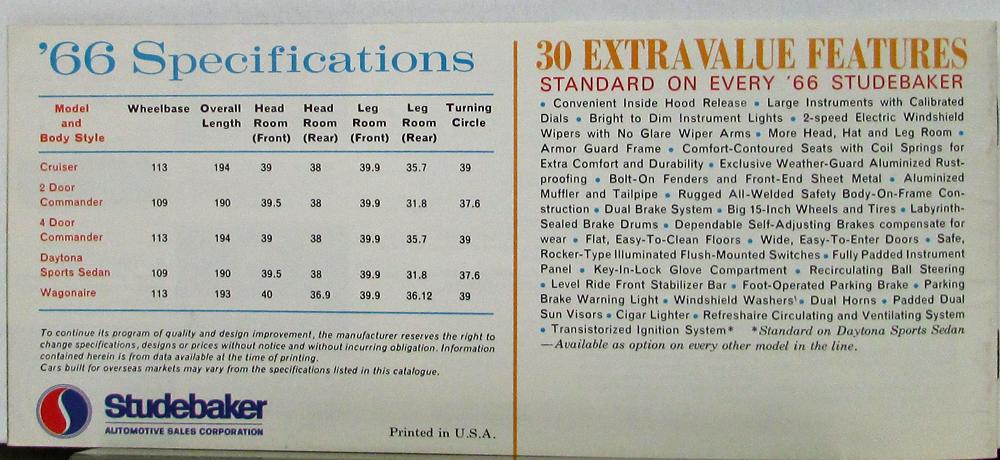 '66 Specifications
Model and Body Style Wheelbase Overall Length Head Room (Front) Head Room (Rear) Leg Room (Front) Leg Room (Rear) Turning Circle
Cruiser 113 194 39 38 39.9 35.7 39
2 Door
Commander 109 190 39.5 38 39.9 31.8 37.6
4 Door
Commander 113 194 39 38 39.9 35.7 39
Daytona
Sports Sedan 109 190 39.5 38 39.9 31.8 37.6
Wagonaire 113 193 40 36.9 39.9 36.12 39
To continue its program of quality and design improvement, the manufacturer reserves the right to
change specifications, designs or prices without notice and without incurring obligation. Information
contained herein is from data available at the time of printing.
Cars built for overseas markets may vary from the specifications listed in this catalogue.
Studebaker
AUTOMOTIVE SALES CORPORATION
Printed in U.S.A.
30 EXTRA VALUE FEATURES
STANDARD ON EVERY '66 STUDEBAKER
• Convenient Inside Hood Release • Large Instruments with Calibrated
Dials • Bright to Dim Instrument Lights • 2-speed Electric Windshield
Wipers with No Glare Wiper Arms • More Head, Hat and Leg Room •
Armor Guard Frame • Comfort-Contoured Seats with Coil Springs for
Extra Comfort and Durability • Exclusive Weather-Guard Aluminized Rust-
proofing • Bolt-On Fenders and Front-End Sheet Metal • Aluminized
Muffler and Tailpipe • Rugged All-Welded Safety Body-On-Frame Con-
struction • Dual Brake System • Big 15-Inch Wheels and Tires • Labyrinth-
Sealed Brake Drums • Dependable Self-Adjusting Brakes compensate for
wear • Flat, Easy-To-Clean Floors • Wide, Easy-To-Enter Doors • Safe,
Rocker-Type Illuminated Flush-Mounted Switches • Fully Padded Instrument
Panel • Key-In-Lock Glove Compartment • Recirculating Ball Steering
• Level Ride Front Stabilizer Bar • Foot-Operated Parking Brake • Parking
Brake Warning Light • Windshield Washers • Dual Horns • Padded Dual
Sun Visors • Cigar Lighter • Refreshaire Circulating and Ventilating System
• Transistorized Ignition System* *Standard on Daytona Sports Sedan
—Available as option on every other model in the line.